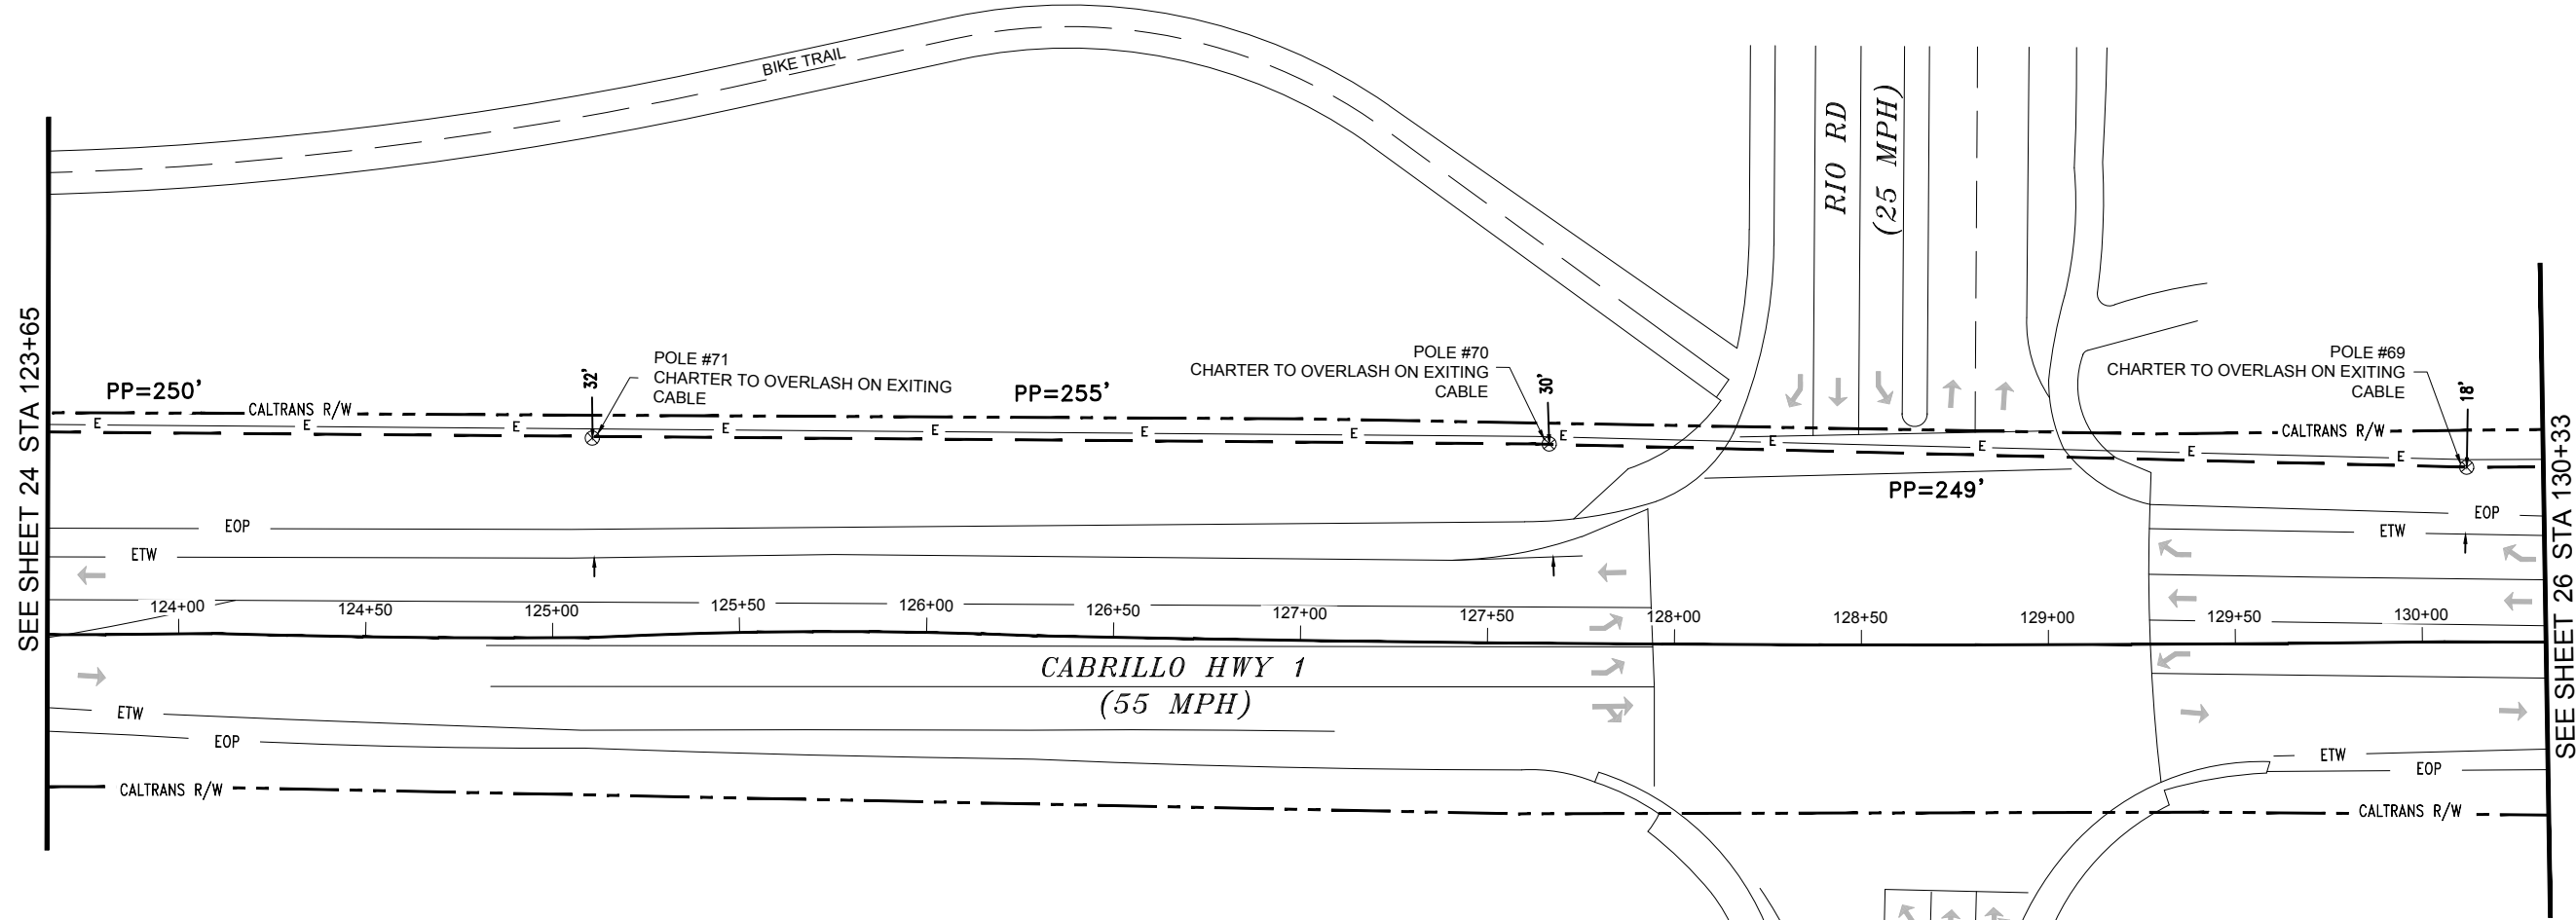 BIKE TRAIL
RIO RD
(25 MPH)
SEE SHEET 24 STA 123+65
SEE SHEET 26 STA 130+33
POLE #71
CHARTER TO OVERLASH ON EXITING
CABLE
POLE #70
CHARTER TO OVERLASH ON EXITING
CABLE
POLE #69
CHARTER TO OVERLASH ON EXITING
CABLE
32'
30'
18'
PP=250'
PP=255'
PP=249'
CALTRANS R/W
CALTRANS R/W
E E E E E E E E E E E E
EOP
EOP
ETW
ETW
124+00 124+50 125+00 125+50 126+00 126+50 127+00 127+50 128+00 128+50 129+00 129+50 130+00
CABRILLO HWY 1
(55 MPH)
ETW
EOP
ETW
EOP
CALTRANS R/W
CALTRANS R/W